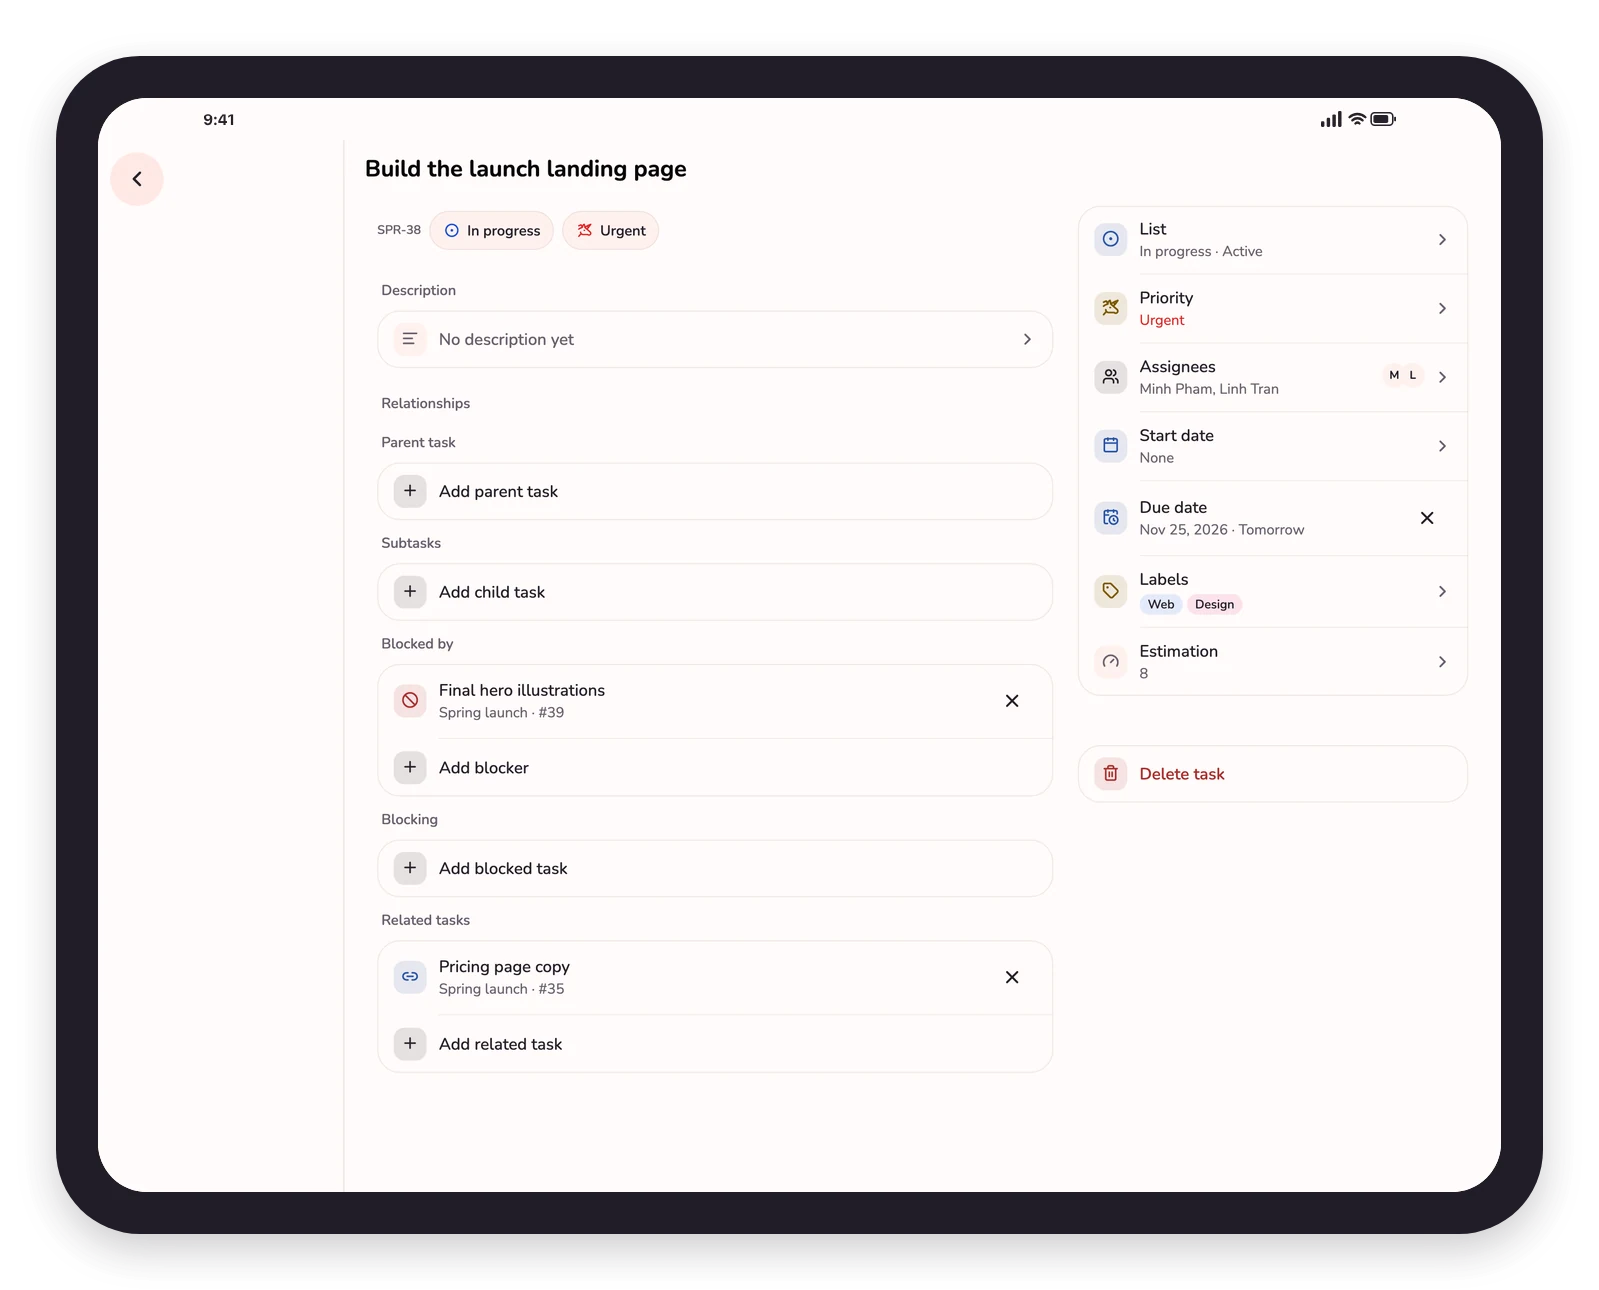 9:41
Build the launch landing page
SPR-38 In progress Urgent
Description
No description yet
Relationships
Parent task
Add parent task
Subtasks
Add child task
Blocked by
Final hero illustrations
Spring launch · #39
Add blocker
Blocking
Add blocked task
Related tasks
Pricing page copy
Spring launch · #35
Add related task
List
In progress · Active
Priority
Urgent
Assignees
Minh Pham, Linh Tran
M L
Start date
None
Due date
Nov 25, 2026 · Tomorrow
Labels
Web Design
Estimation
8
Delete task